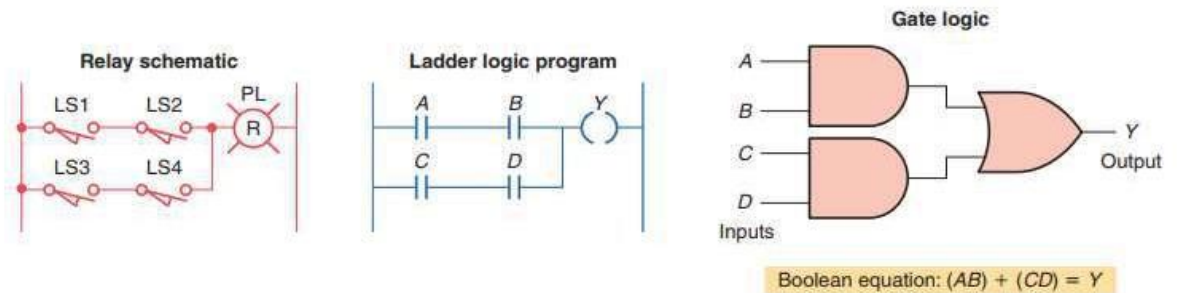 Gate logic
Relay schematic
Ladder logic program
LS1 LS2 PL
R
LS3 LS4
A B Y
C D
A
B
C
D
Inputs
Y
Output
Boolean equation: (AB) + (CD) = Y